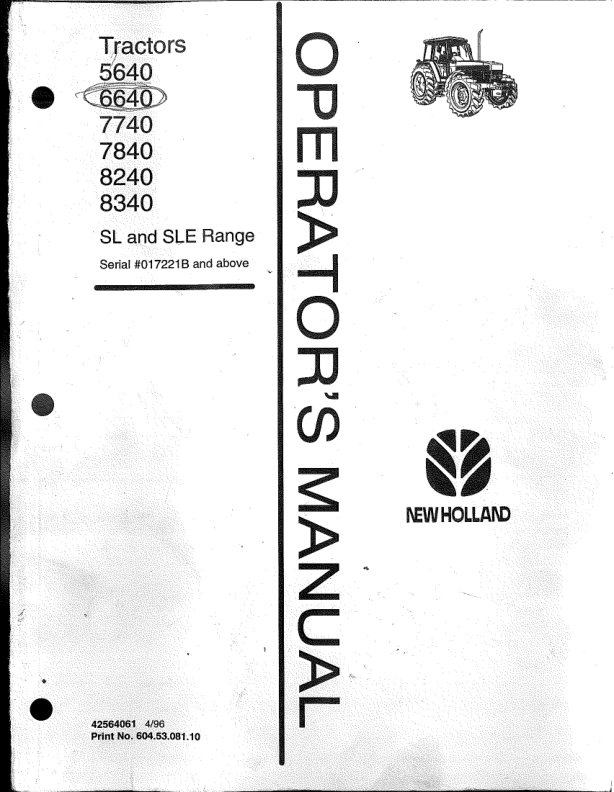 Tractors
5640
6640
7740
7840
8240
8340
SL and SLE Range
Serial #017221B and above
OPERATOR'S MANUAL
NEW HOLLAND
42564061 4/96
Print No. 604.53.081.10